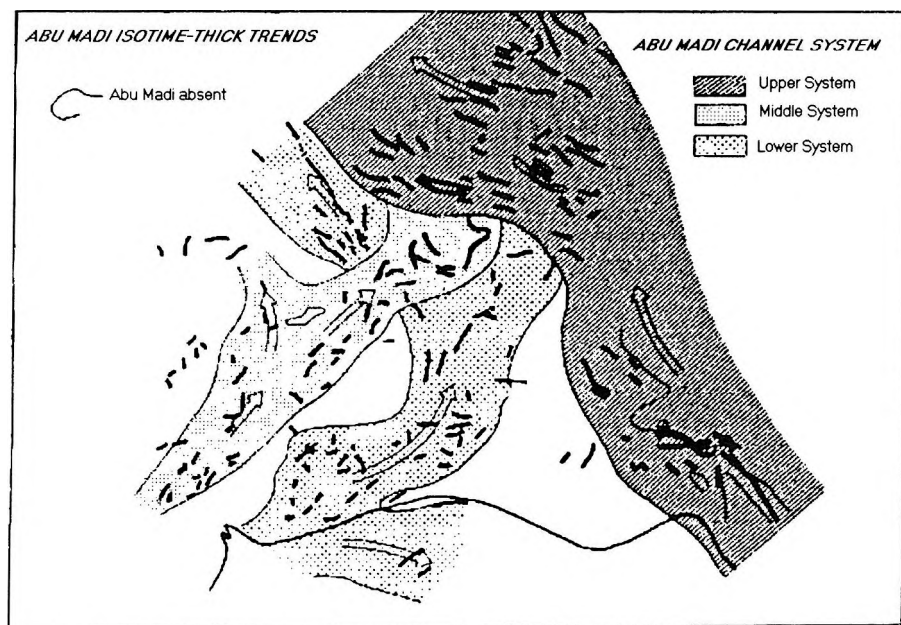 ABU MADI ISOTIME-THICK TRENDS
Abu Madi absent
ABU MADI CHANNEL SYSTEM
Upper System
Middle System
Lower System